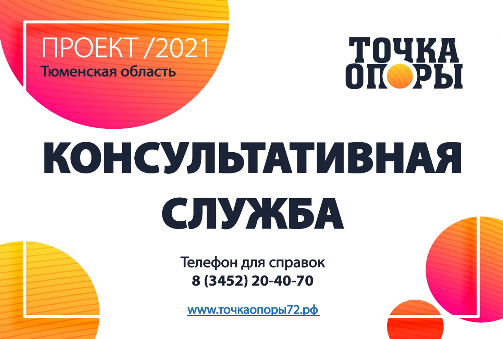 ПРОЕКТ /2021
Тюменская область
ТОЧКА
ОПОРЫ
КОНСУЛЬТАТИВНАЯ
СЛУЖБА
Телефон для справок
8 (3452) 20-40-70
www.точкаопоры72.рф